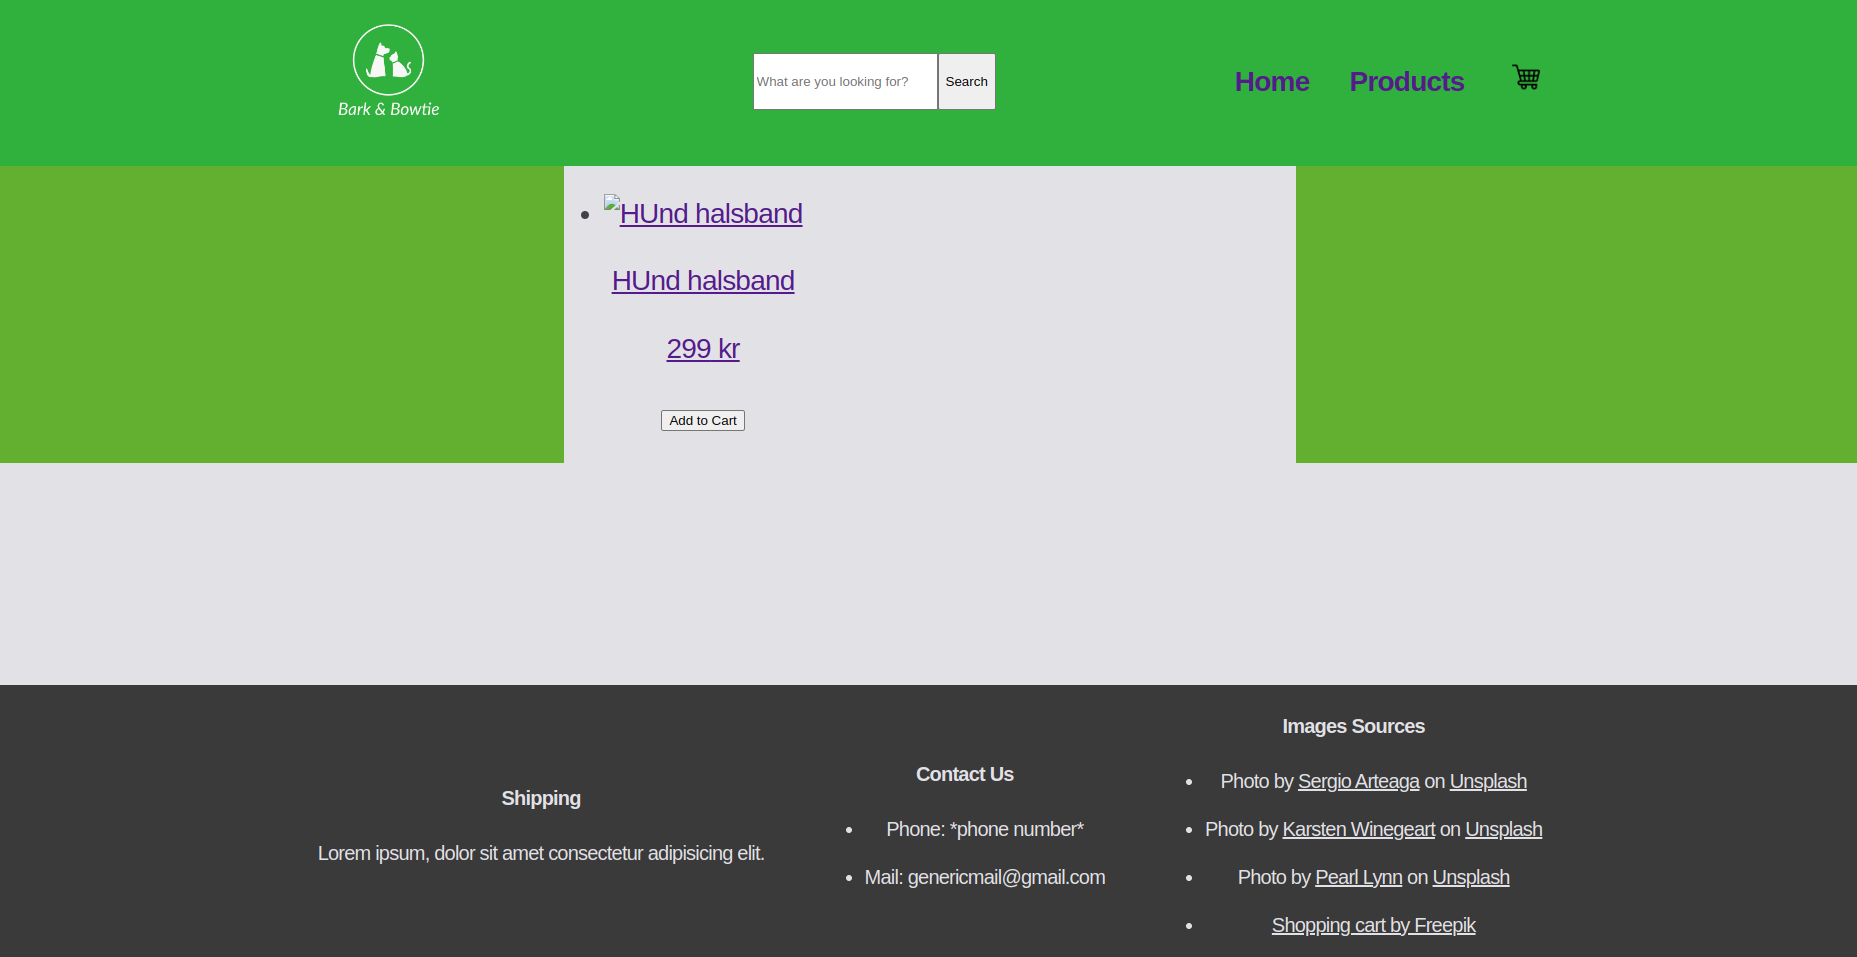 Bark & Bowtie
What are you looking for?
Search
Home
Products
HUnd halsband
HUnd halsband
299 kr
Add to Cart
Shipping
Lorem ipsum, dolor sit amet consectetur adipisicing elit.
Contact Us
Phone: *phone number*
Mail: genericmail@gmail.com
Images Sources
Photo by Sergio Arteaga on Unsplash
Photo by Karsten Winegeart on Unsplash
Photo by Pearl Lynn on Unsplash
Shopping cart by Freepik